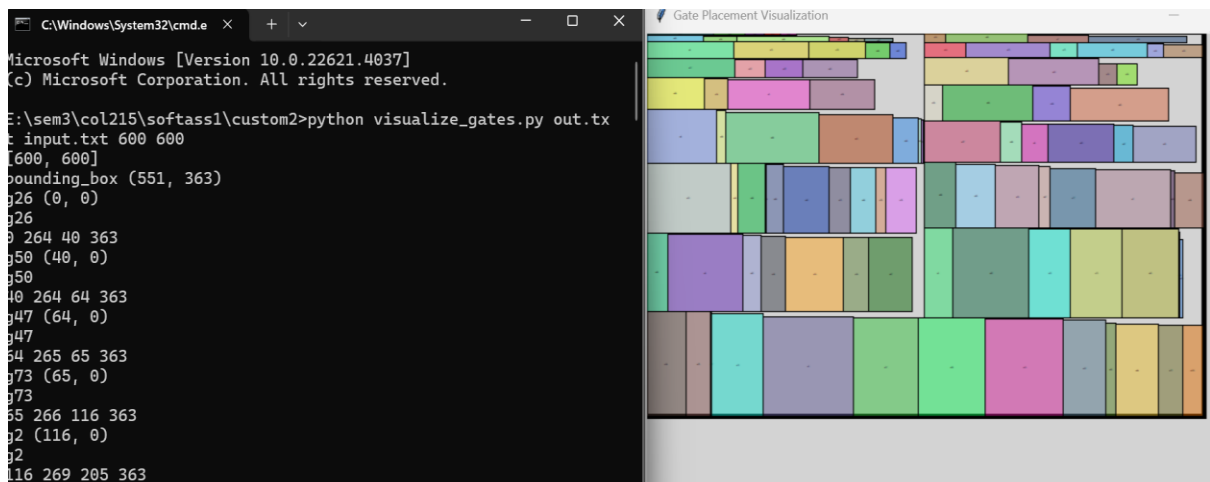 C:\Windows\System32\cmd.e
Gate Placement Visualization
Microsoft Windows [Version 10.0.22621.4037]
(c) Microsoft Corporation. All rights reserved.
E:\sem3\col215\softass1\custom2>python visualize_gates.py out.tx
t input.txt 600 600
[600, 600]
bounding_box (551, 363)
g26 (0, 0)
g26
0 264 40 363
g50 (40, 0)
g50
40 264 64 363
g47 (64, 0)
g47
64 265 65 363
g73 (65, 0)
g73
65 266 116 363
g2 (116, 0)
g2
116 269 205 363